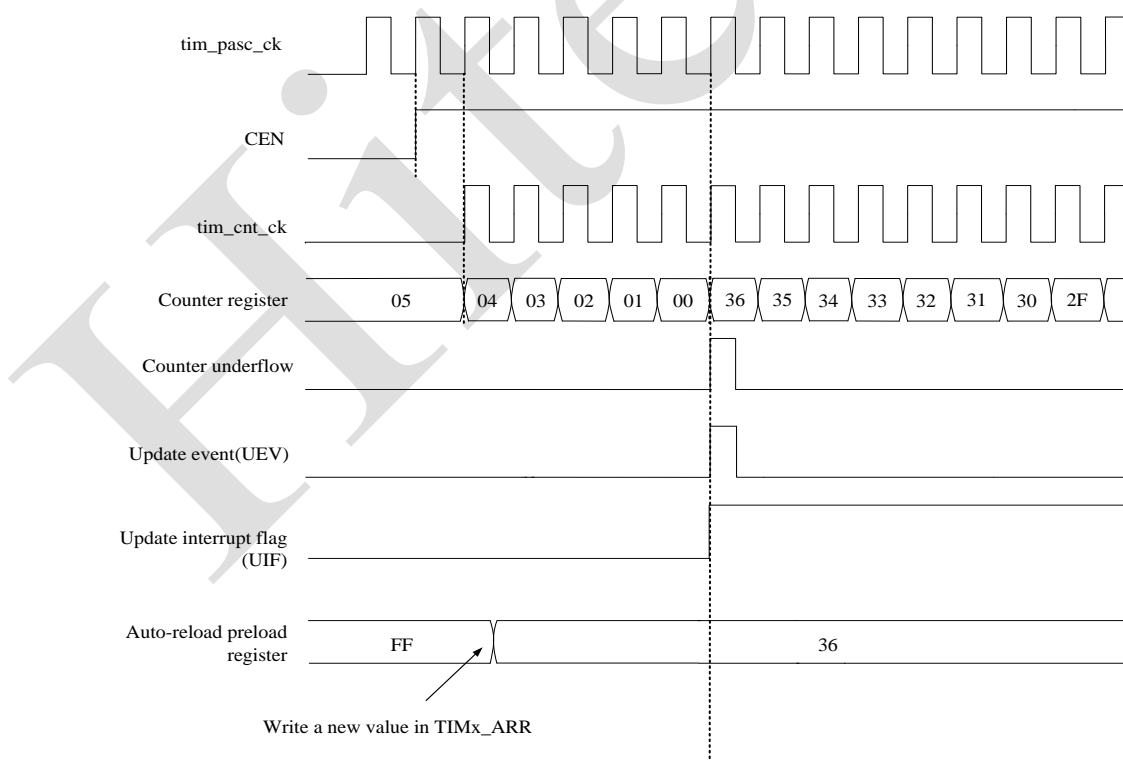 tim_pasc_ck
CEN
tim_cnt_ck
Counter register
05 04 03 02 01 00 36 35 34 33 32 31 30 2F
Counter underflow
Update event(UEV)
Update interrupt flag
(UIF)
Auto-reload preload
register
FF 36
Write a new value in TIMx_ARR
Hite